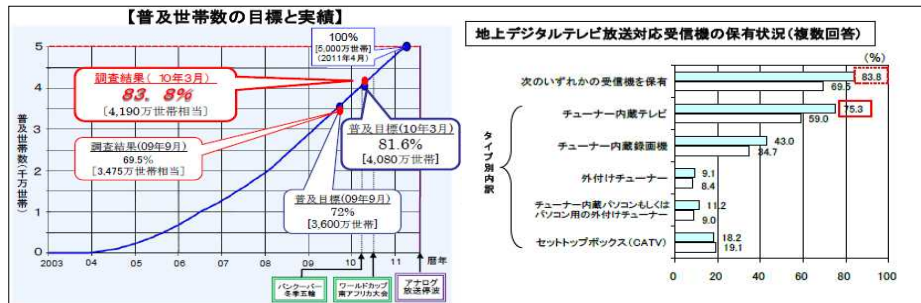 【普及世帯数の目標と実績】
普及世帯数(千万世帯)
5
4
3
2
1
0
100%
[5,000万世帯]
(2011年4月)
調査結果( 10年3月)
83. 8%
[4,190万世帯相当]
調査結果(09年9月)
69.5%
[3,475万世帯相当]
普及目標(10年3月)
81.6%
[4,080万世帯]
普及目標(09年9月)
72%
[3,600万世帯]
2003 04 05 06 07 08 09 10 11 暦年
バンクーバー
冬季五輪
ワールドカップ
南アフリカ大会
アナログ
放送停波
地上デジタルテレビ放送対応受信機の保有状況(複数回答)
(%)
次のいずれかの受信機を保有
83.8
69.5
タイプ別内訳
チューナー内蔵テレビ
75.3
59.0
チューナー内蔵録画機
43.0
34.7
外付けチューナー
9.1
8.4
チューナー内蔵パソコンもしくは
パソコン用の外付けチューナー
11.2
9.0
セットトップボックス(CATV)
18.2
19.1
0 20 40 60 80 100